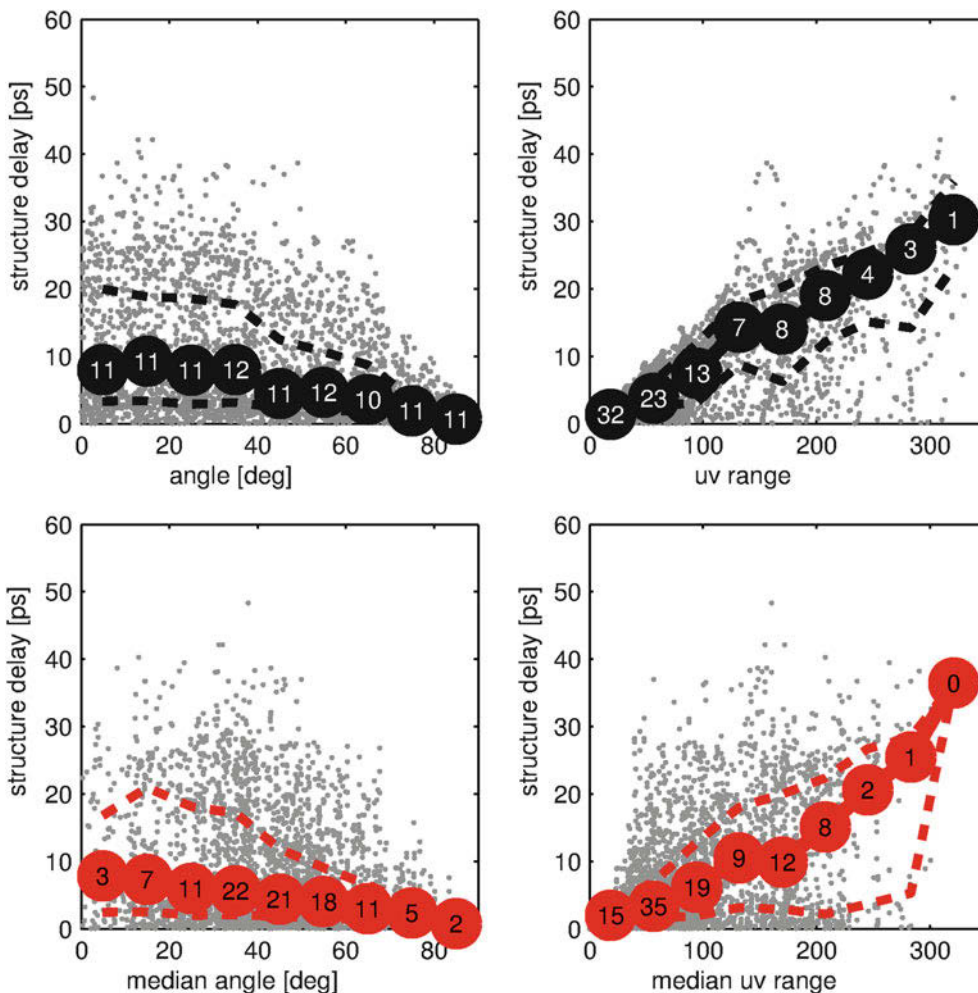 60
50
40
30
20
10
0
structure delay [ps]
11 11 11 12 11 12 10 11 11
0 20 40 60 80
angle [deg]
60
50
40
30
20
10
0
structure delay [ps]
32 23 13 7 8 8 4 3 1
0 100 200 300
uv range
60
50
40
30
20
10
0
structure delay [ps]
3 7 11 22 21 18 11 5 2
0 20 40 60 80
median angle [deg]
60
50
40
30
20
10
0
structure delay [ps]
15 35 19 9 12 8 2 1 0
0 100 200 300
median uv range